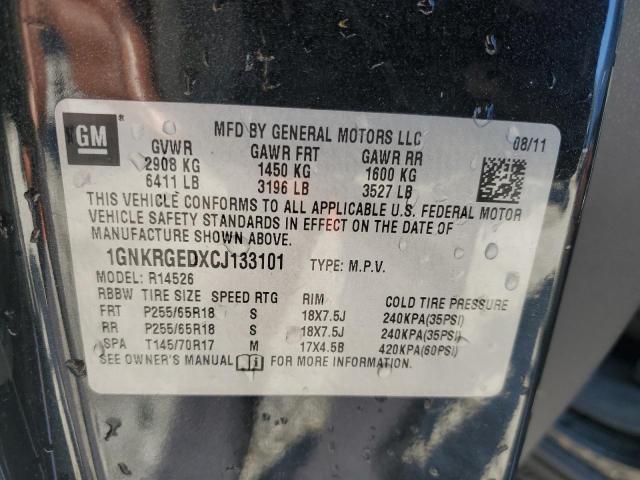 GM
MFD BY GENERAL MOTORS LLC 08/11
GVWR GAWR FRT GAWR RR
2908 KG 1450 KG 1600 KG
6411 LB 3196 LB 3527 LB
THIS VEHICLE CONFORMS TO ALL APPLICABLE U.S. FEDERAL MOTOR
VEHICLE SAFETY STANDARDS IN EFFECT ON THE DATE OF
MANUFACTURE SHOWN ABOVE.
1GNKRGEDXCJ133101 TYPE: M.P.V.
MODEL: R14526
RBBW TIRE SIZE SPEED RTG RIM COLD TIRE PRESSURE
FRT P255/65R18 S 18X7.5J 240KPA(35PSI)
RR P255/65R18 S 18X7.5J 240KPA(35PSI)
SPA T145/70R17 M 17X4.5B 420KPA(60PSI)
SEE OWNER'S MANUAL FOR MORE INFORMATION.